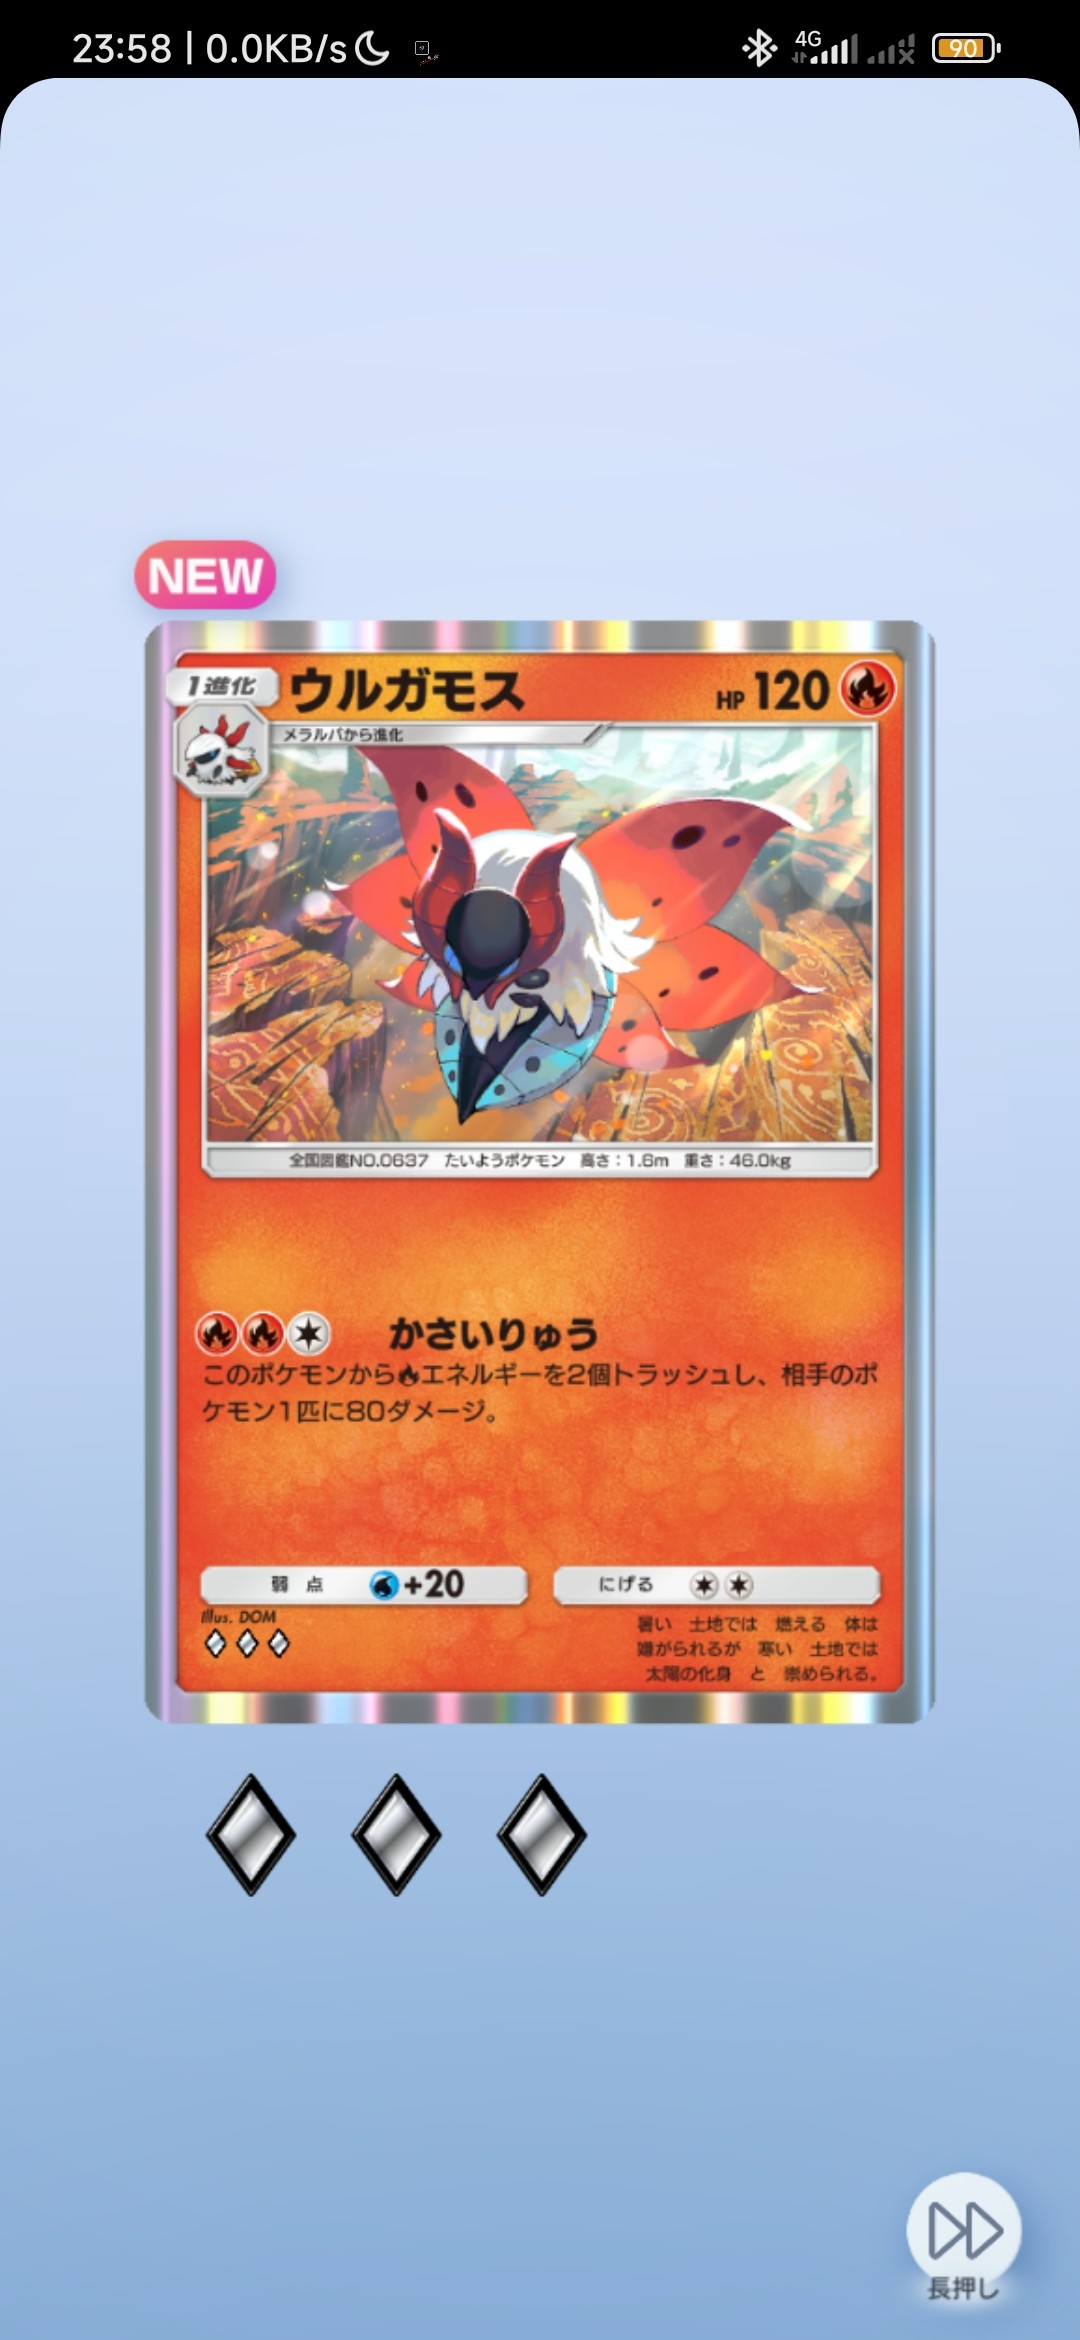 23:58 | 0.0KB/s
4G
90
NEW
1進化 ウルガモス HP 120
メラルバから進化
全国図鑑NO.0637 たいようポケモン 高さ：1.6m 重さ：46.0kg
かさいりゅう
このポケモンからエネルギーを2個トラッシュし、相手のポ
ケモン1匹に80ダメージ。
弱点 +20 にげる
Illus. DOM
暑い 土地では 燃える 体は
嫌がられるが 寒い 土地では
太陽の化身 と 崇められる。
長押し